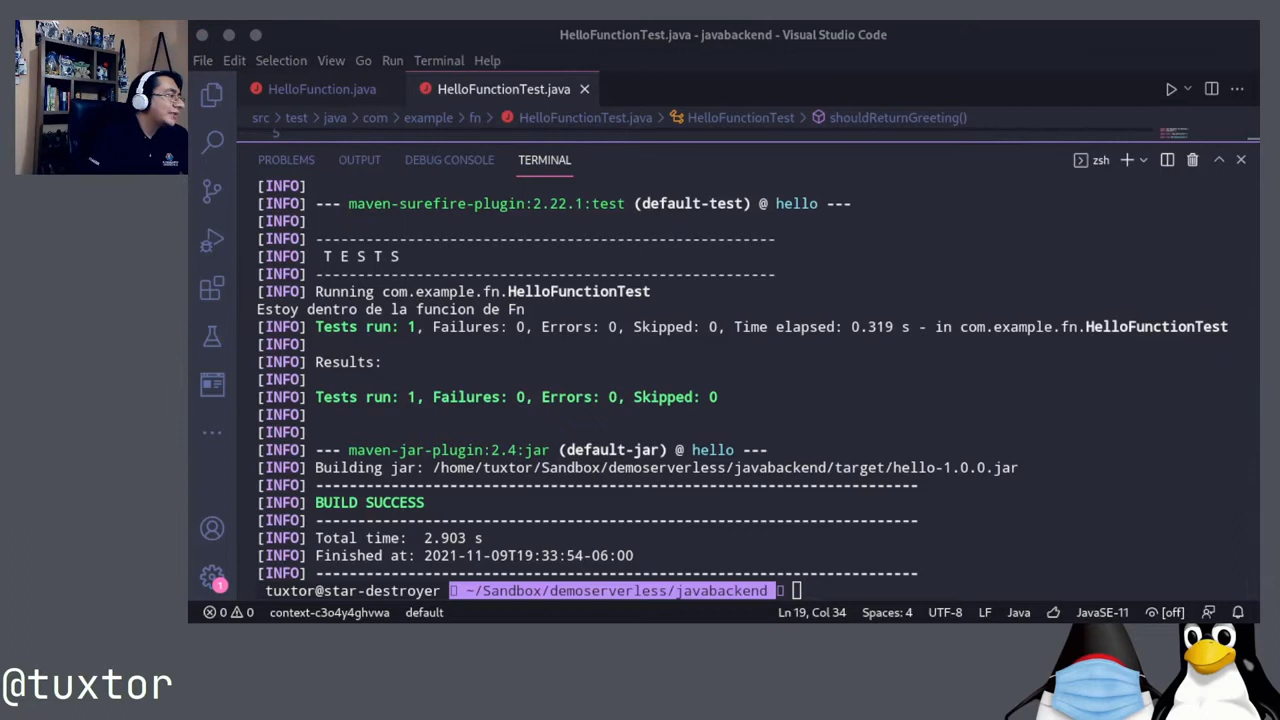 HelloFunctionTest.java - javabackend - Visual Studio Code
File Edit Selection View Go Run Terminal Help
HelloFunction.java HelloFunctionTest.java
src test java com example fn HelloFunctionTest.java HelloFunctionTest shouldReturnGreeting()
5
PROBLEMS OUTPUT DEBUG CONSOLE TERMINAL zsh
[INFO]
[INFO] --- maven-surefire-plugin:2.22.1:test (default-test) @ hello ---
[INFO]
[INFO] -------------------------------------------------------
[INFO]  T E S T S
[INFO] -------------------------------------------------------
[INFO] Running com.example.fn.HelloFunctionTest
Estoy dentro de la funcion de Fn
[INFO] Tests run: 1, Failures: 0, Errors: 0, Skipped: 0, Time elapsed: 0.319 s - in com.example.fn.HelloFunctionTest
[INFO]
[INFO] Results:
[INFO]
[INFO] Tests run: 1, Failures: 0, Errors: 0, Skipped: 0
[INFO]
[INFO]
[INFO] --- maven-jar-plugin:2.4:jar (default-jar) @ hello ---
[INFO] Building jar: /home/tuxtor/Sandbox/demoserverless/javabackend/target/hello-1.0.0.jar
[INFO] ------------------------------------------------------------------------
[INFO] BUILD SUCCESS
[INFO] ------------------------------------------------------------------------
[INFO] Total time:  2.903 s
[INFO] Finished at: 2021-11-09T19:33:54-06:00
[INFO] ------------------------------------------------------------------------
tuxtor@star-destroyer ~/Sandbox/demoserverless/javabackend
1
0 0 context-c3o4y4ghvwa default Ln 19, Col 34 Spaces: 4 UTF-8 LF Java JavaSE-11 [off]
@tuxtor